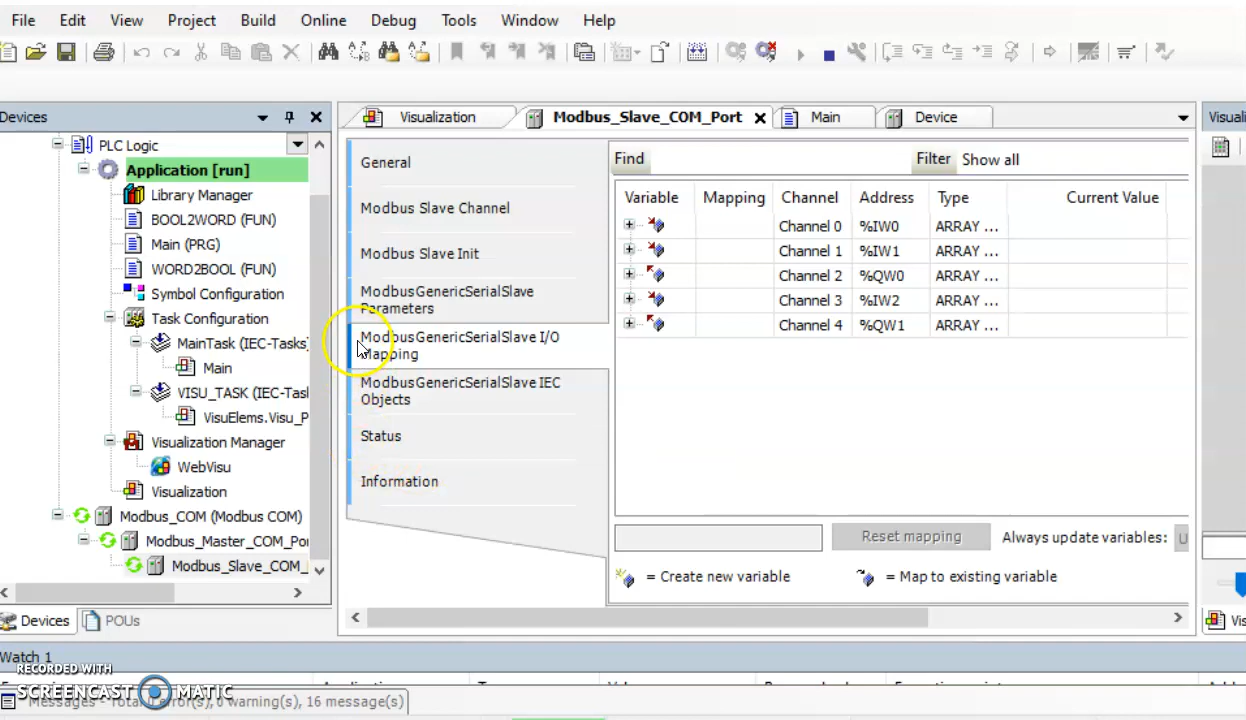 File Edit View Project Build Online Debug Tools Window Help
Devices
PLC Logic
Application [run]
Library Manager
BOOL2WORD (FUN)
Main (PRG)
WORD2BOOL (FUN)
Symbol Configuration
Task Configuration
MainTask (IEC-Tasks)
Main
VISU_TASK (IEC-Tas
VisuElems.Visu_P
Visualization Manager
WebVisu
Visualization
Modbus_COM (Modbus COM)
Modbus_Master_COM_Po
Modbus_Slave_COM_
Devices POUs
Visualization Modbus_Slave_COM_Port Main Device
General
Modbus Slave Channel
Modbus Slave Init
ModbusGenericSerialSlave
Parameters
ModbusGenericSerialSlave I/O
Mapping
ModbusGenericSerialSlave IEC
Objects
Status
Information
Find Filter Show all
Variable Mapping Channel Address Type Current Value
Channel 0 %IW0 ARRAY ...
Channel 1 %IW1 ARRAY ...
Channel 2 %QW0 ARRAY ...
Channel 3 %IW2 ARRAY ...
Channel 4 %QW1 ARRAY ...
Reset mapping Always update variables: U
= Create new variable = Map to existing variable
Visuali
Vis
Watch 1
RECORDED WITH
SCREENCAST MATIC
Messages - Total 0 error(s), 0 warning(s), 16 message(s)